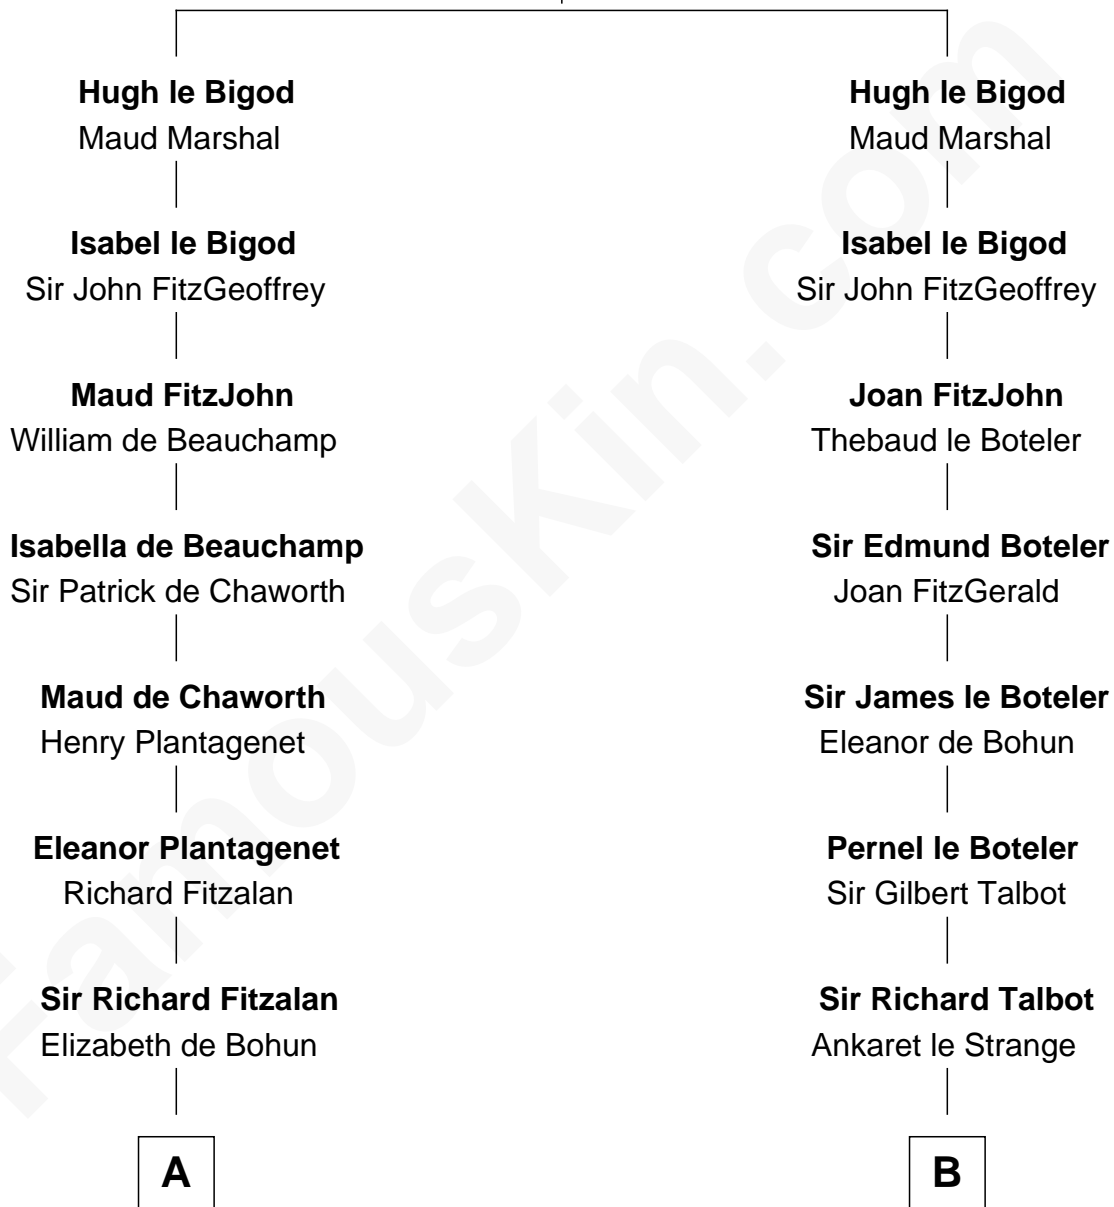 Hugh le Bigod
Maud Marshal
Isabel le Bigod
Sir John FitzGeoffrey
Maud FitzJohn
William de Beauchamp
Isabella de Beauchamp
Sir Patrick de Chaworth
Maud de Chaworth
Henry Plantagenet
Eleanor Plantagenet
Richard Fitzalan
Sir Richard Fitzalan
Elizabeth de Bohun
A
Hugh le Bigod
Maud Marshal
Isabel le Bigod
Sir John FitzGeoffrey
Joan FitzJohn
Thebaud le Boteler
Sir Edmund Boteler
Joan FitzGerald
Sir James le Boteler
Eleanor de Bohun
Pernel le Boteler
Sir Gilbert Talbot
Sir Richard Talbot
Ankaret le Strange
B
FamousKin.com